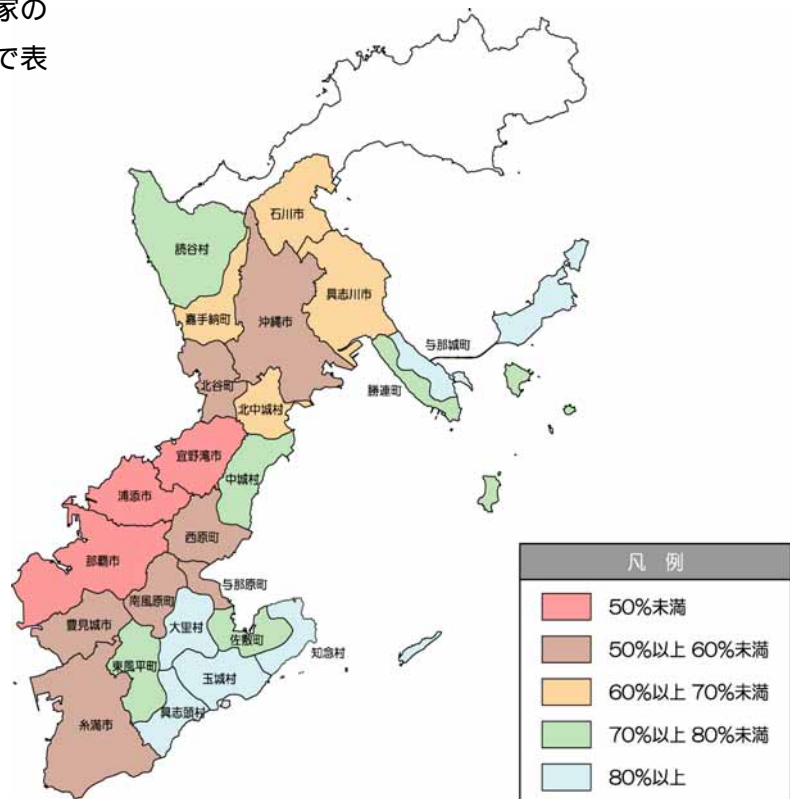 家の
で表
石川市
読谷村
具志川市
嘉手納町
沖縄市
与那城町
北谷町
勝連町
北中城村
宜野湾市
中城村
浦添市
西原町
那覇市
与那原町
南風原町
豊見城市
大里村
佐敷町
知念村
東風平町
玉城村
具志頭村
糸満市
凡 例
50%未満
50%以上 60%未満
60%以上 70%未満
70%以上 80%未満
80%以上